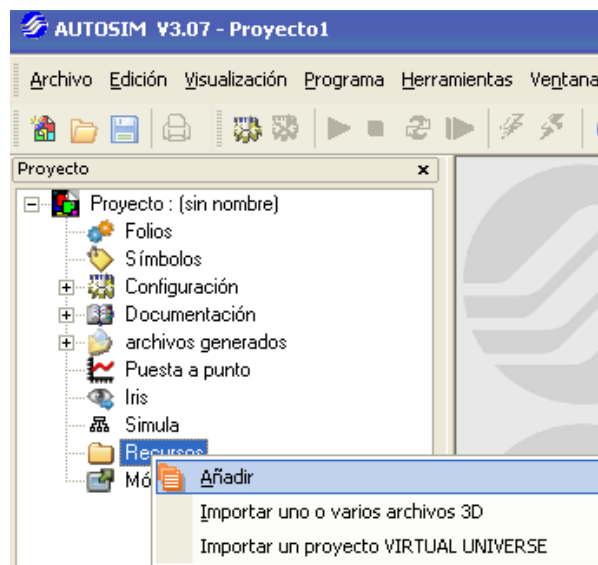 AUTOSIM V3.07 - Proyecto1
Archivo Edición Visualización Programa Herramientas Ventana
Proyecto x
Proyecto : (sin nombre)
Folios
Símbolos
Configuración
Documentación
archivos generados
Puesta a punto
Iris
Simula
Recursos
Mó
Añadir
Importar uno o varios archivos 3D
Importar un proyecto VIRTUAL UNIVERSE